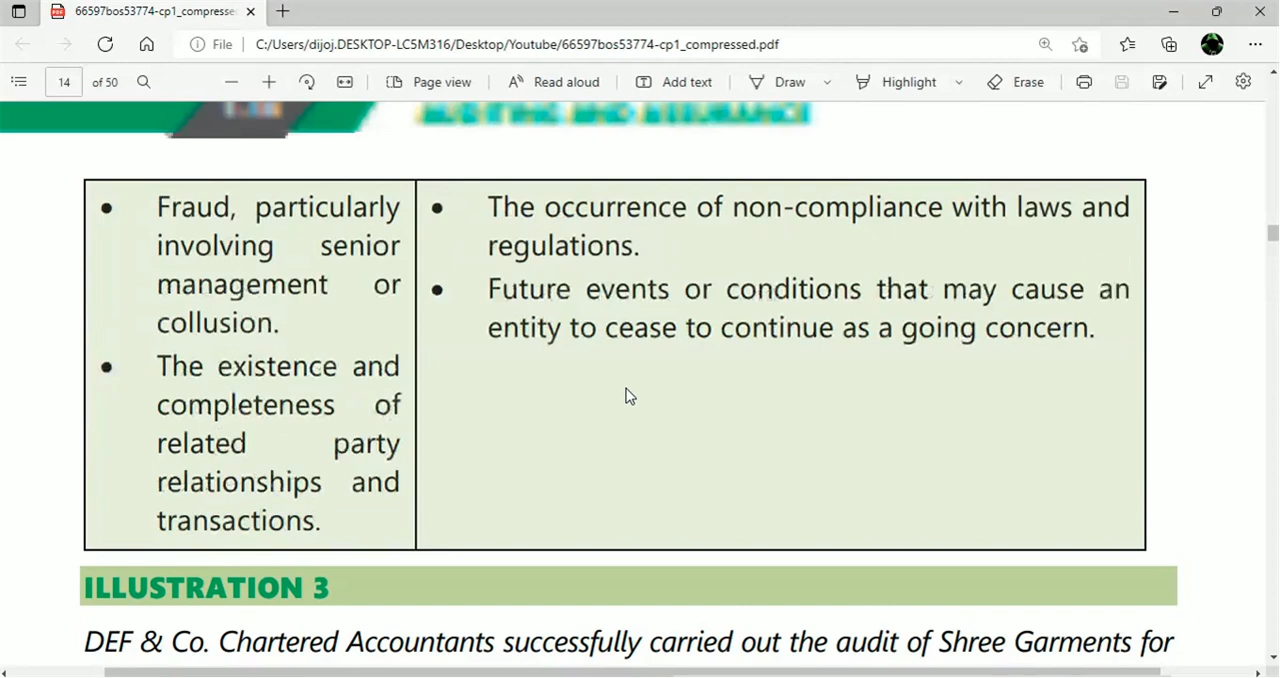 66597bos53774-cp1_compresse
File
C:/Users/dijoj.DESKTOP-LC5M316/Desktop/Youtube/66597bos53774-cp1_compressed.pdf
14 of 50
Page view
Read aloud
Add text
Draw
Highlight
Erase
AUDITING AND ASSURANCE
• Fraud, particularly
involving senior
management or
collusion.
• The existence and
completeness of
related party
relationships and
transactions.
• The occurrence of non-compliance with laws and
regulations.
• Future events or conditions that may cause an
entity to cease to continue as a going concern.
ILLUSTRATION 3
DEF & Co. Chartered Accountants successfully carried out the audit of Shree Garments for